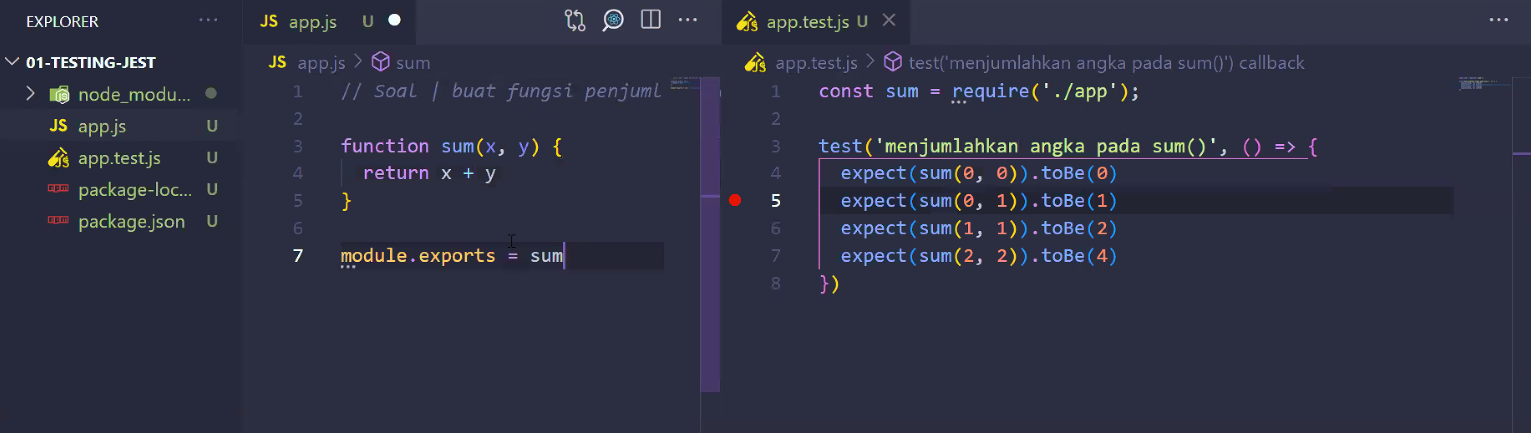 EXPLORER ...
01-TESTING-JEST
node_modu...
JS app.js U
app.test.js U
package-loc... U
package.json U
JS app.js U
JS app.js > sum
1 // Soal | buat fungsi penjuml
2
3 function sum(x, y) {
4 return x + y
5 }
6
7 module.exports = sum
app.test.js U
app.test.js > test('menjumlahkan angka pada sum()') callback
1 const sum = require('./app');
2
3 test('menjumlahkan angka pada sum()', () => {
4 expect(sum(0, 0)).toBe(0)
5 expect(sum(0, 1)).toBe(1)
6 expect(sum(1, 1)).toBe(2)
7 expect(sum(2, 2)).toBe(4)
8 })